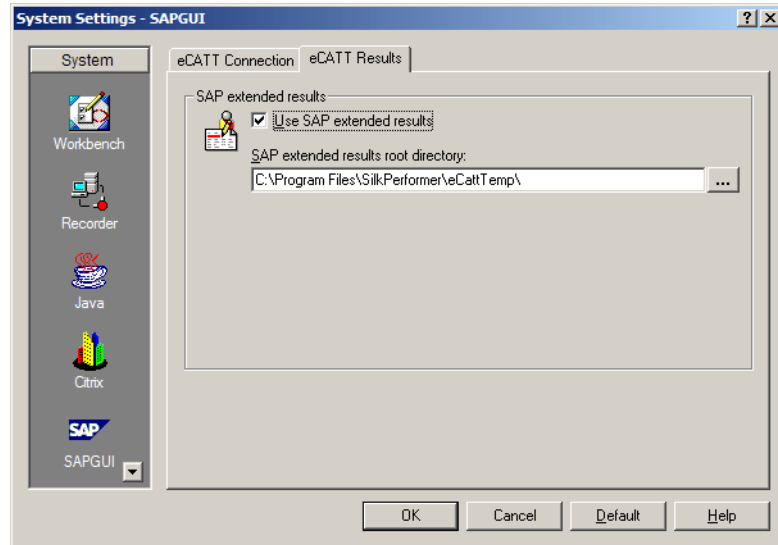 System Settings - SAPGUI
System
Workbench
Recorder
Java
Citrix
SAP
SAPGUI
eCATT Connection
eCATT Results
SAP extended results
Use SAP extended results
SAP extended results root directory:
C:\Program Files\SilkPerformer\eCattTemp\
...
OK
Cancel
Default
Help